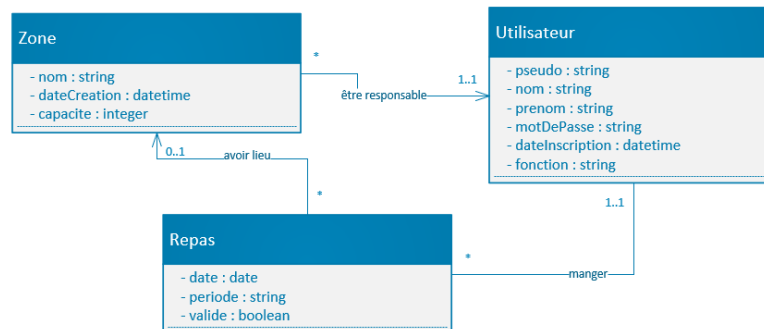 Zone
- nom : string
- dateCreation : datetime
- capacite : integer
*
être responsable
1..1
Utilisateur
- pseudo : string
- nom : string
- prenom : string
- motDePasse : string
- dateInscription : datetime
- fonction : string
0..1
avoir lieu
*
1..1
Repas
- date : date
- periode : string
- valide : boolean
*
manger